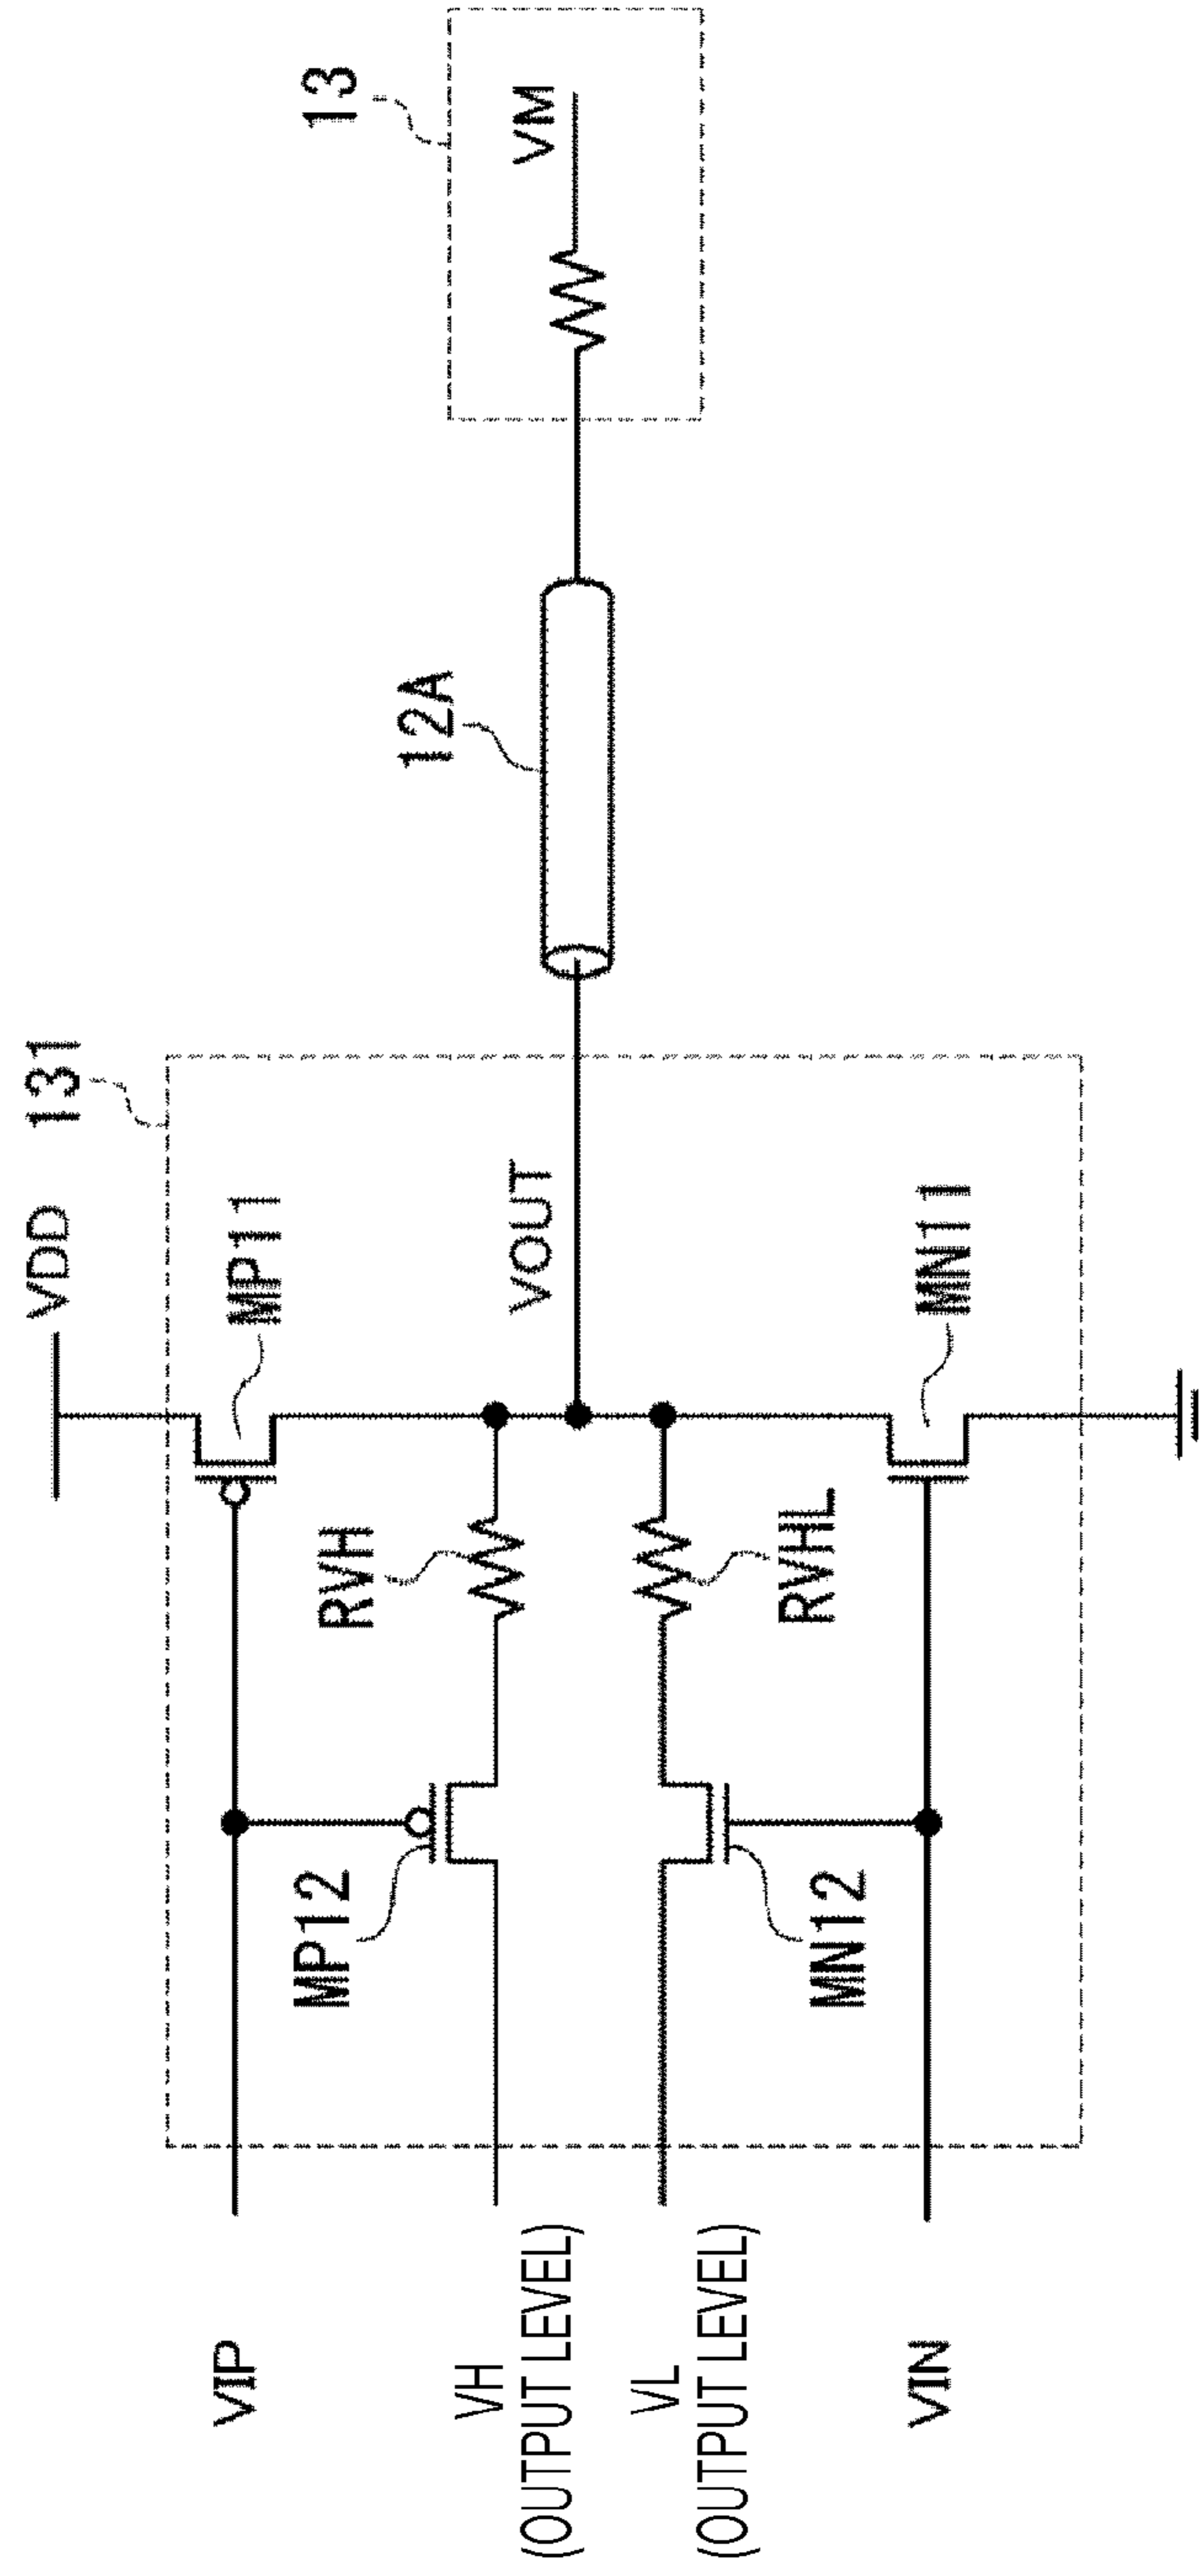 VDD
131
13
MP11
VIP
12A
VM
RVH
MP12
VOUT
VH
(OUTPUT LEVEL)
VL
(OUTPUT LEVEL)
RVHL
MN12
MN11
VIN